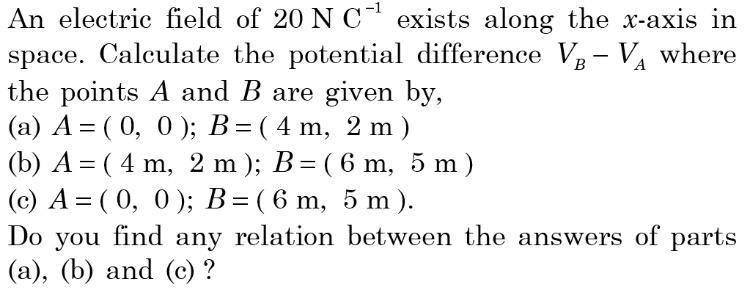 An electric field of 20 N C⁻¹ exists along the x-axis in
space. Calculate the potential difference V_B – V_A where
the points A and B are given by,
(a) A = ( 0, 0 ); B = ( 4 m, 2 m )
(b) A = ( 4 m, 2 m ); B = ( 6 m, 5 m )
(c) A = ( 0, 0 ); B = ( 6 m, 5 m ).
Do you find any relation between the answers of parts
(a), (b) and (c) ?